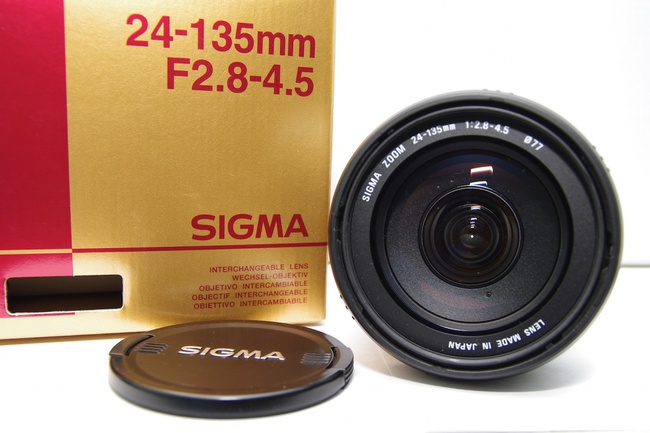 24-135mm
F2.8-4.5
SIGMA
INTERCHANGEABLE LENS
WECHSEL-OBJEKTIV
OBJETIVO INTERCAMBIABLE
OBJECTIF INTERCHANGEABLE
OBIETTIVO INTERCAMBIABILE
SIGMA
SIGMA ZOOM 24-135mm 1:2.8-4.5 Ø77
LENS MADE IN JAPAN